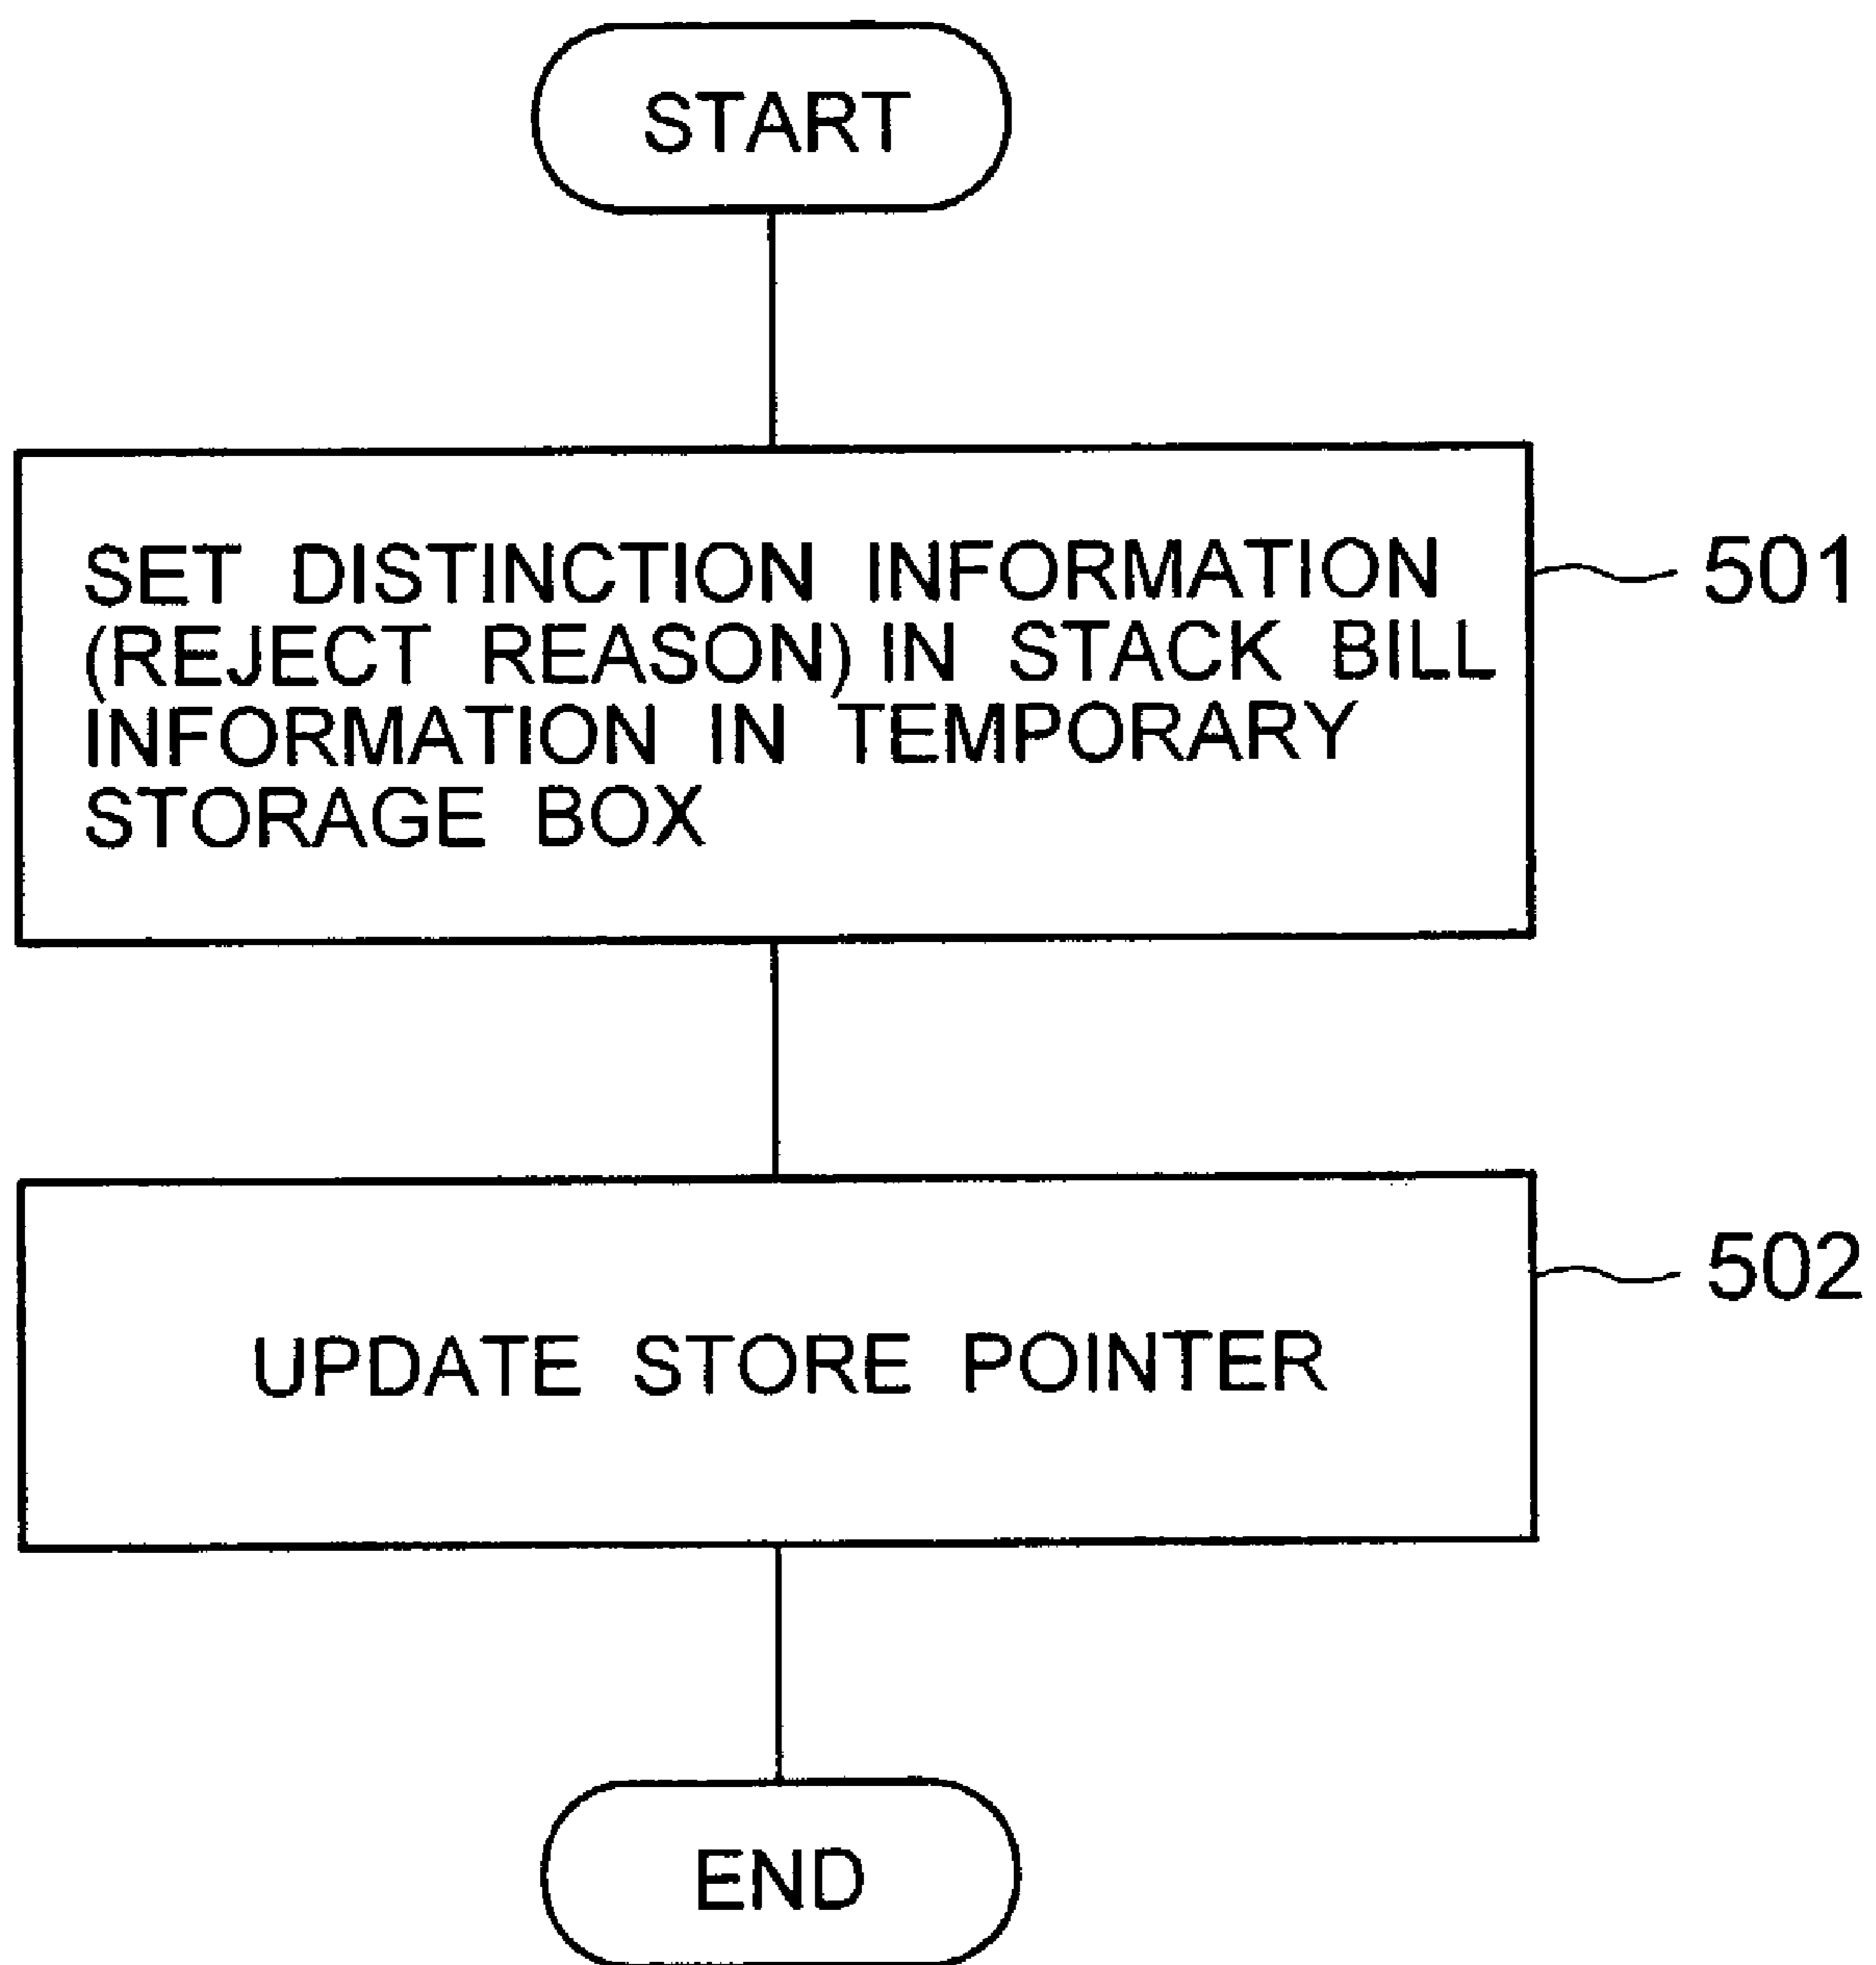 START
SET DISTINCTION INFORMATION
(REJECT REASON) IN STACK BILL
INFORMATION IN TEMPORARY
STORAGE BOX
501
UPDATE STORE POINTER
502
END